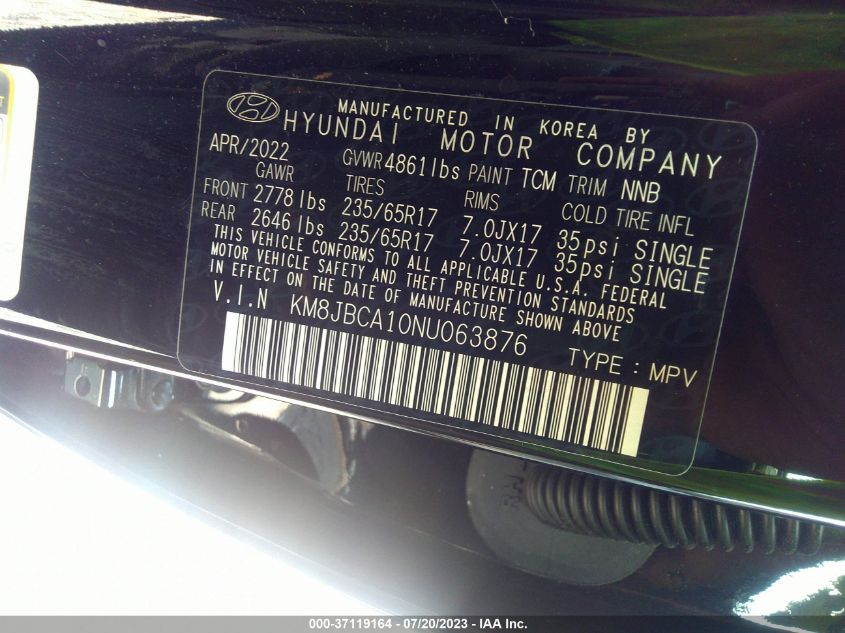 MANUFACTURED IN KOREA BY
HYUNDAI MOTOR COMPANY
APR/2022 GVWR 4861 lbs PAINT TCM TRIM NNB
GAWR TIRES RIMS COLD TIRE INFL
FRONT 2778 lbs 235/65R17 7.0JX17 35psi SINGLE
REAR 2646 lbs 235/65R17 7.0JX17 35psi SINGLE
THIS VEHICLE CONFORMS TO ALL APPLICABLE U.S.A. FEDERAL
MOTOR VEHICLE SAFETY AND THEFT PREVENTION STANDARDS
IN EFFECT ON THE DATE OF MANUFACTURE SHOWN ABOVE
V.I.N KM8JBCA10NU063876 TYPE : MPV
000-37119164 - 07/20/2023 - IAA Inc.